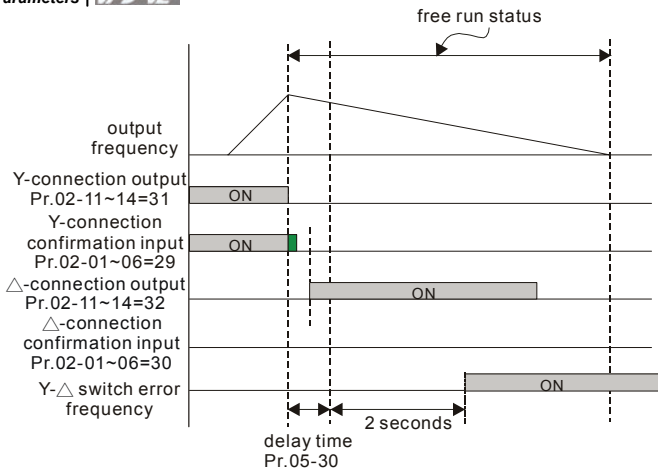 Parameters |
free run status
output
frequency
Y-connection output
Pr.02-11~14=31
ON
Y-connection
confirmation input
Pr.02-01~06=29
ON
△-connection output
Pr.02-11~14=32
ON
△-connection
confirmation input
Pr.02-01~06=30
Y-△ switch error
frequency
ON
2 seconds
delay time
Pr.05-30